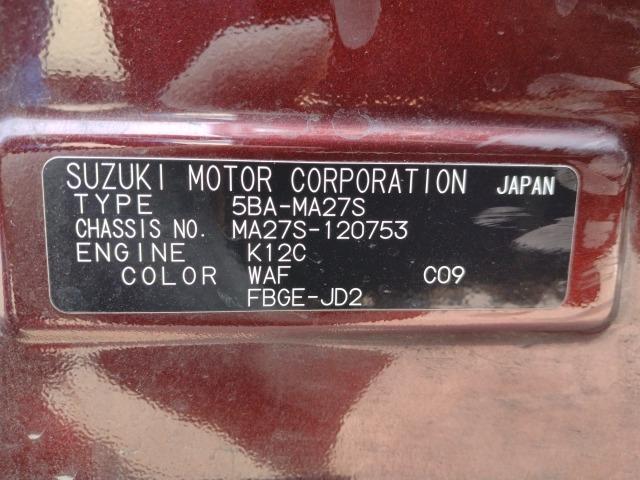 SUZUKI MOTOR CORPORATION JAPAN
TYPE 5BA-MA27S
CHASSIS NO. MA27S-120753
ENGINE K12C
COLOR WAF C09
FBGE-JD2